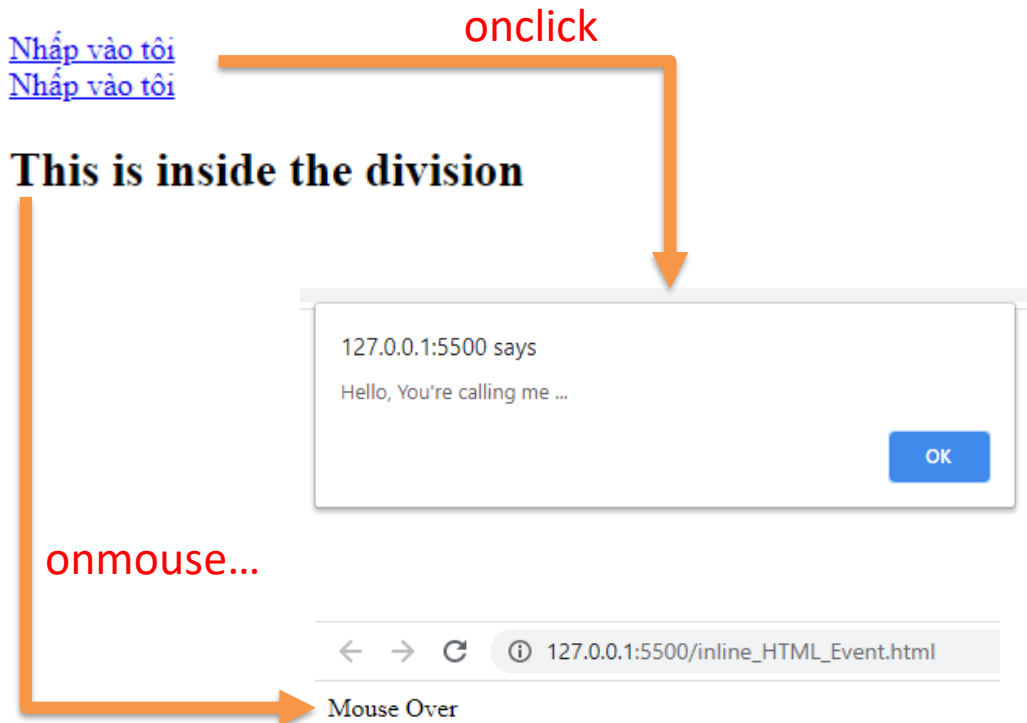 onclick
Nhấp vào tôi
Nhấp vào tôi
This is inside the division
127.0.0.1:5500 says
Hello, You're calling me ...
OK
onmouse...
127.0.0.1:5500/inline_HTML_Event.html
Mouse Over